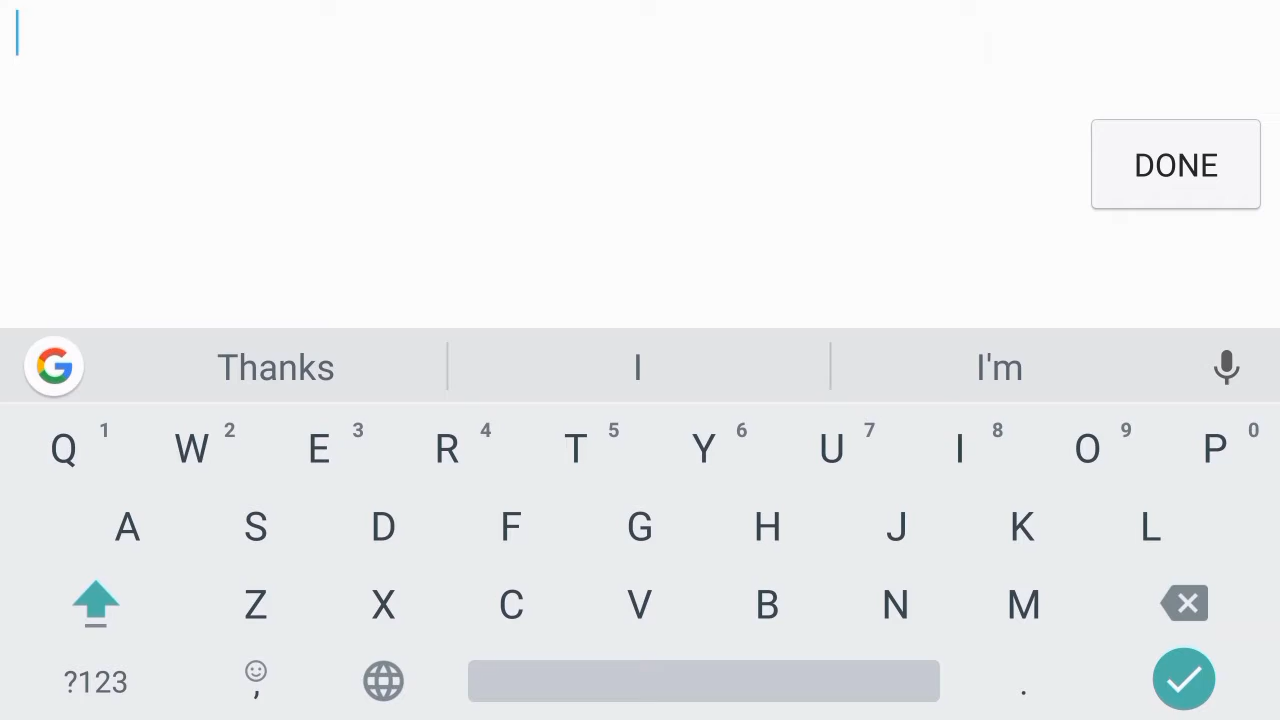 DONE
Thanks I I'm
Q 1 W 2 E 3 R 4 T 5 Y 6 U 7 I 8 O 9 P 0
A S D F G H J K L
Z X C V B N M
?123 , .